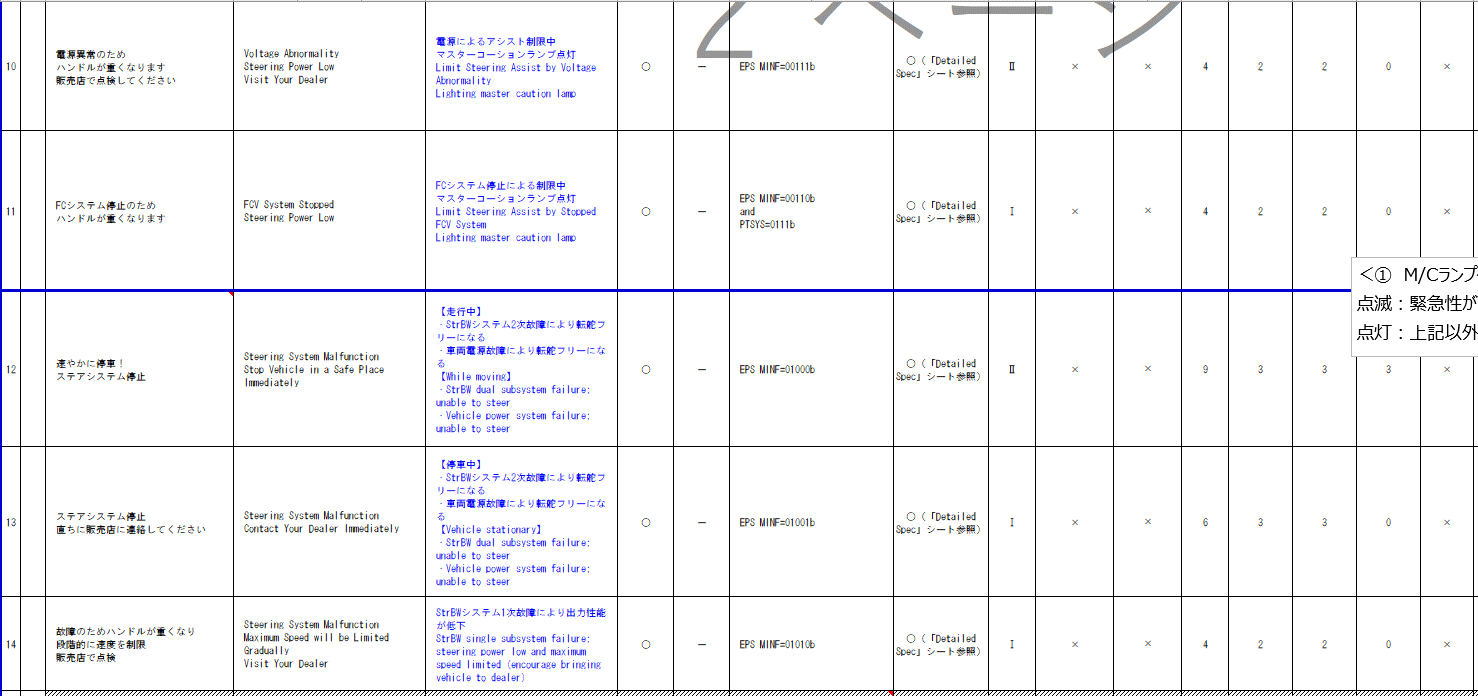 2ページ
10
電源異常のため
ハンドルが重くなります
販売店で点検してください
Voltage Abnormality
Steering Power Low
Visit Your Dealer
電源によるアシスト制限中
マスターコーションランプ点灯
Limit Steering Assist by Voltage
Abnormality
Lighting master caution lamp
○
－
EPS MINF=00111b
○（「Detailed
Spec」シート参照）
Ⅱ
×
×
4
2
2
0
×
11
FCシステム停止のため
ハンドルが重くなります
FCV System Stopped
Steering Power Low
FCシステム停止による制限中
マスターコーションランプ点灯
Limit Steering Assist by Stopped
FCV System
Lighting master caution lamp
○
－
EPS MINF=00110b
and
PTSYS=0111b
○（「Detailed
Spec」シート参照）
Ⅰ
×
×
4
2
2
0
×
＜① M/Cランプ
点滅：緊急性が
点灯：上記以外
12
速やかに停車！
ステアシステム停止
Steering System Malfunction
Stop Vehicle in a Safe Place
Immediately
【走行中】
・StrBWシステム2次故障により転舵フ
リーになる
・車両電源故障により転舵フリーにな
る
【While moving】
・StrBW dual subsystem failure;
unable to steer
・Vehicle power system failure;
unable to steer
○
－
EPS MINF=01000b
○（「Detailed
Spec」シート参照）
Ⅱ
×
×
9
3
3
3
×
13
ステアシステム停止
直ちに販売店に連絡してください
Steering System Malfunction
Contact Your Dealer Immediately
【停車中】
・StrBWシステム2次故障により転舵フ
リーになる
・車両電源故障により転舵フリーにな
る
【Vehicle stationary】
・StrBW dual subsystem failure;
unable to steer
・Vehicle power system failure;
unable to steer
○
－
EPS MINF=01001b
○（「Detailed
Spec」シート参照）
Ⅰ
×
×
6
3
3
0
×
14
故障のためハンドルが重くなり
段階的に速度を制限
販売店で点検
Steering System Malfunction
Maximum Speed will be Limited
Gradually
Visit Your Dealer
StrBWシステム1次故障により出力性能
が低下
StrBW single subsystem failure;
steering power low and maximum
speed limited (encourage bringing
vehicle to dealer)
○
－
EPS MINF=01010b
○（「Detailed
Spec」シート参照）
Ⅰ
×
×
4
2
2
0
×